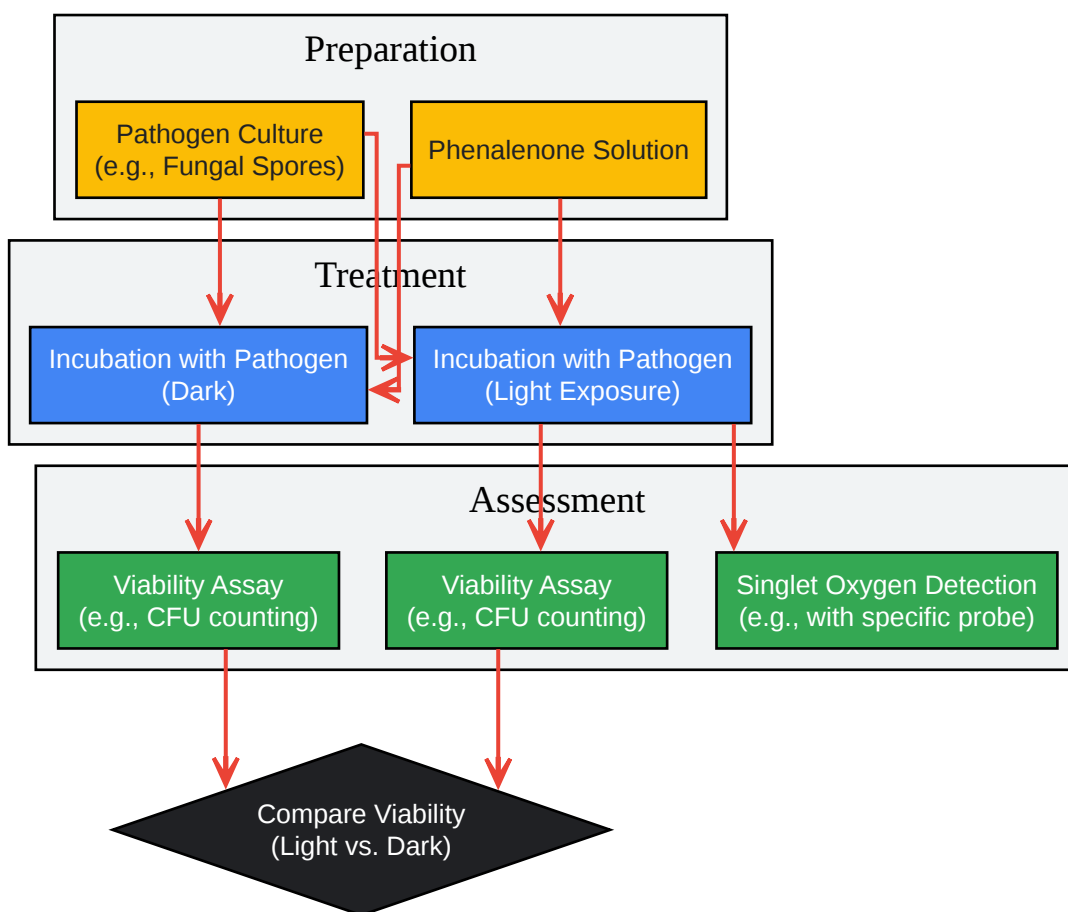 Preparation
Pathogen Culture
(e.g., Fungal Spores)
Phenalenone Solution
Treatment
Incubation with Pathogen
(Dark)
Incubation with Pathogen
(Light Exposure)
Assessment
Viability Assay
(e.g., CFU counting)
Viability Assay
(e.g., CFU counting)
Singlet Oxygen Detection
(e.g., with specific probe)
Compare Viability
(Light vs. Dark)